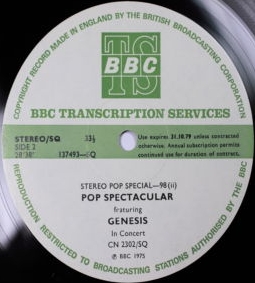 COPYRIGHT RECORD MADE IN ENGLAND BY THE BRITISH BROADCASTING CORPORATION
TS
BBC
BBC TRANSCRIPTION SERVICES
STEREO/SQ 33⅓
SIDE 2
28'38" 137493—SQ
Use expires 31.10.79 unless contracted
otherwise. Annual subscription permits
continued use for duration of contract.
STEREO POP SPECIAL—98 (ii)
POP SPECTACULAR
featuring
GENESIS
In Concert
CN 2302/SQ
℗ BBC 1975
REPRODUCTION RESTRICTED TO BROADCASTING STATIONS AUTHORISED BY THE BBC